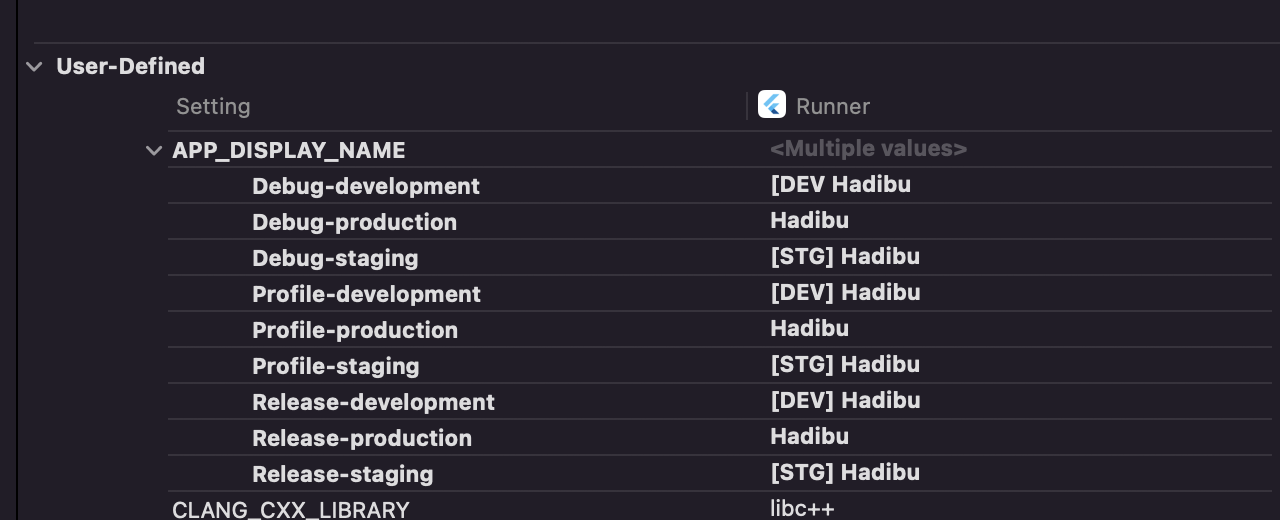 User-Defined
Setting Runner
APP_DISPLAY_NAME <Multiple values>
Debug-development [DEV Hadibu
Debug-production Hadibu
Debug-staging [STG] Hadibu
Profile-development [DEV] Hadibu
Profile-production Hadibu
Profile-staging [STG] Hadibu
Release-development [DEV] Hadibu
Release-production Hadibu
Release-staging [STG] Hadibu
CLANG_CXX_LIBRARY libc++